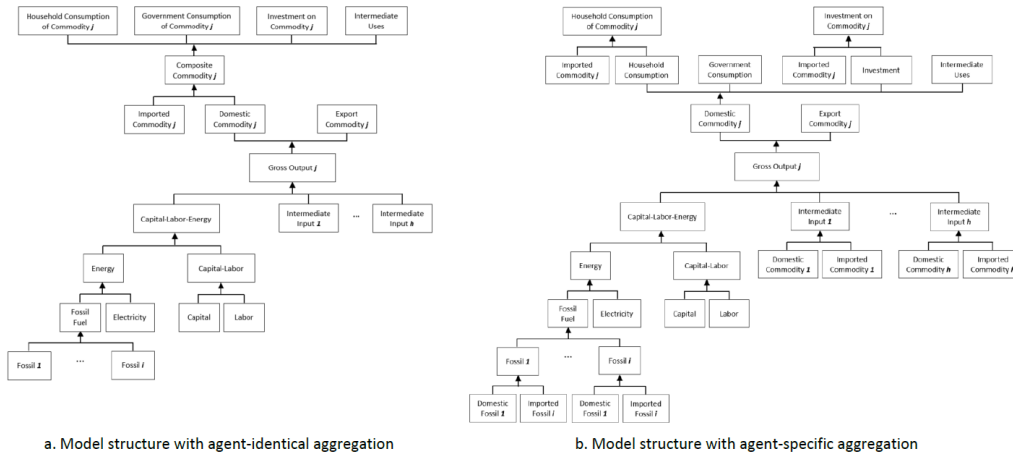 Household Consumption
of Commodity j
Government Consumption
of Commodity j
Investment on
Commodity j
Intermediate
Uses
Composite
Commodity j
Imported
Commodity j
Domestic
Commodity j
Export
Commodity j
Gross Output j
Capital-Labor-Energy
Intermediate
Input 1
...
Intermediate
Input h
Energy
Capital-Labor
Fossil
Fuel
Electricity
Capital
Labor
Fossil 1
...
Fossil i
a. Model structure with agent-identical aggregation
Household Consumption
of Commodity j
Investment on
Commodity j
Imported
Commodity j
Household
Consumption
Government
Consumption
Imported
Commodity j
Investment
Intermediate
Uses
Domestic
Commodity j
Export
Commodity j
Gross Output j
Capital-Labor-Energy
Intermediate
Input 1
...
Intermediate
Input h
Domestic
Commodity 1
Imported
Commodity 1
Domestic
Commodity h
Imported
Commodity h
Energy
Capital-Labor
Fossil
Fuel
Electricity
Capital
Labor
Fossil 1
...
Fossil i
Domestic
Fossil 1
Imported
Fossil i
Domestic
Fossil 1
Imported
Fossil i
b. Model structure with agent-specific aggregation